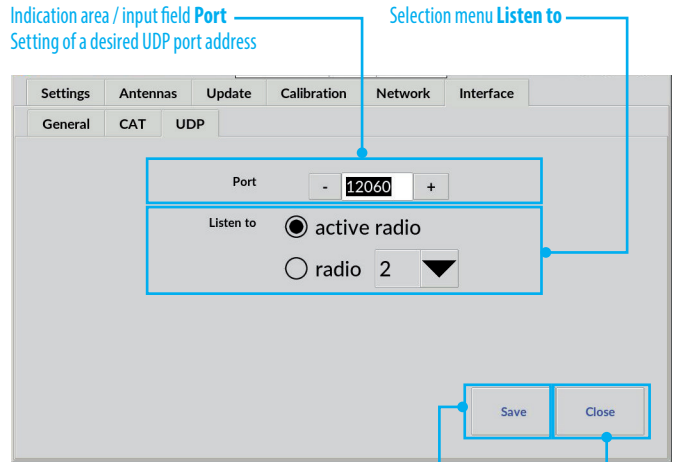 Indication area / input field Port
Setting of a desired UDP port address
Selection menu Listen to
Settings Antennas Update Calibration Network Interface
General CAT UDP
Port - 12060 +
Listen to active radio
radio 2
Save Close